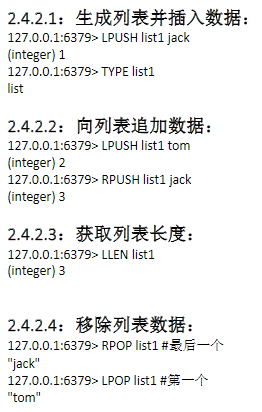 2.4.2.1：生成列表并插入数据：
127.0.0.1:6379> LPUSH list1 jack
(integer) 1
127.0.0.1:6379> TYPE list1
list
2.4.2.2：向列表追加数据：
127.0.0.1:6379> LPUSH list1 tom
(integer) 2
127.0.0.1:6379> RPUSH list1 jack
(integer) 3
2.4.2.3：获取列表长度：
127.0.0.1:6379> LLEN list1
(integer) 3
2.4.2.4：移除列表数据：
127.0.0.1:6379> RPOP list1 #最后一个
"jack"
127.0.0.1:6379> LPOP list1 #第一个
"tom"